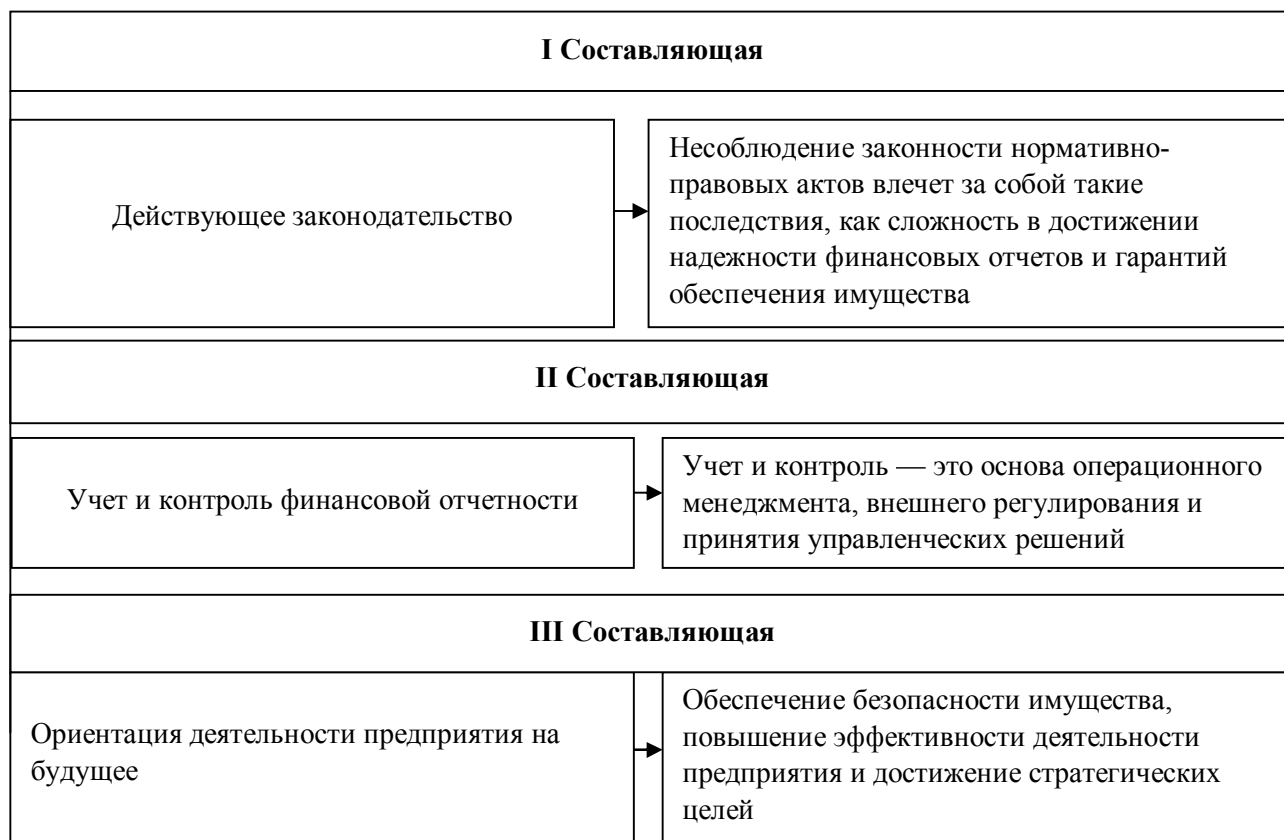 I Составляющая
Действующее законодательство
Несоблюдение законности нормативно-
правовых актов влечет за собой такие
последствия, как сложность в достижении
надежности финансовых отчетов и гарантий
обеспечения имущества
II Составляющая
Учет и контроль финансовой отчетности
Учет и контроль — это основа операционного
менеджмента, внешнего регулирования и
принятия управленческих решений
III Составляющая
Ориентация деятельности предприятия на
будущее
Обеспечение безопасности имущества,
повышение эффективности деятельности
предприятия и достижение стратегических
целей